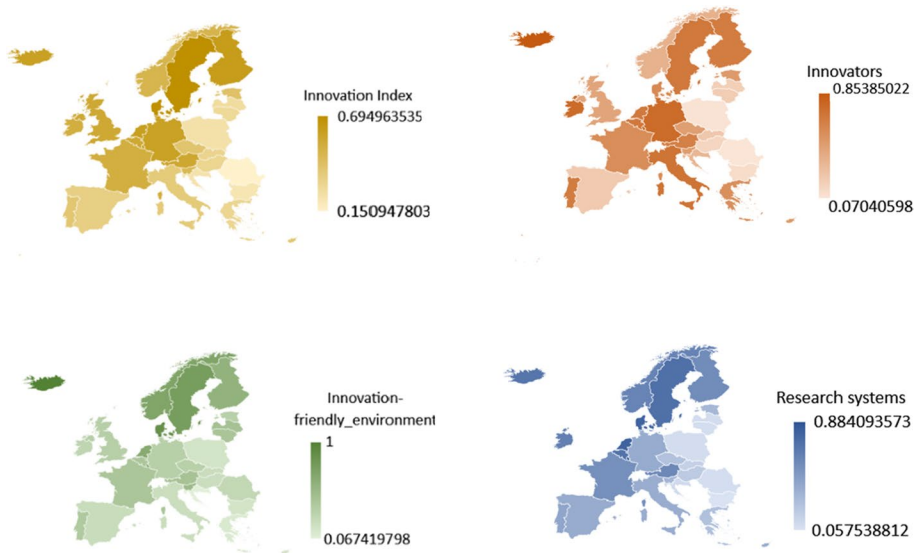 Innovation Index
0.694963535
0.150947803
Innovators
0.85385022
0.07040598
Innovation-
friendly_environment
1
0.067419798
Research systems
0.884093573
0.057538812